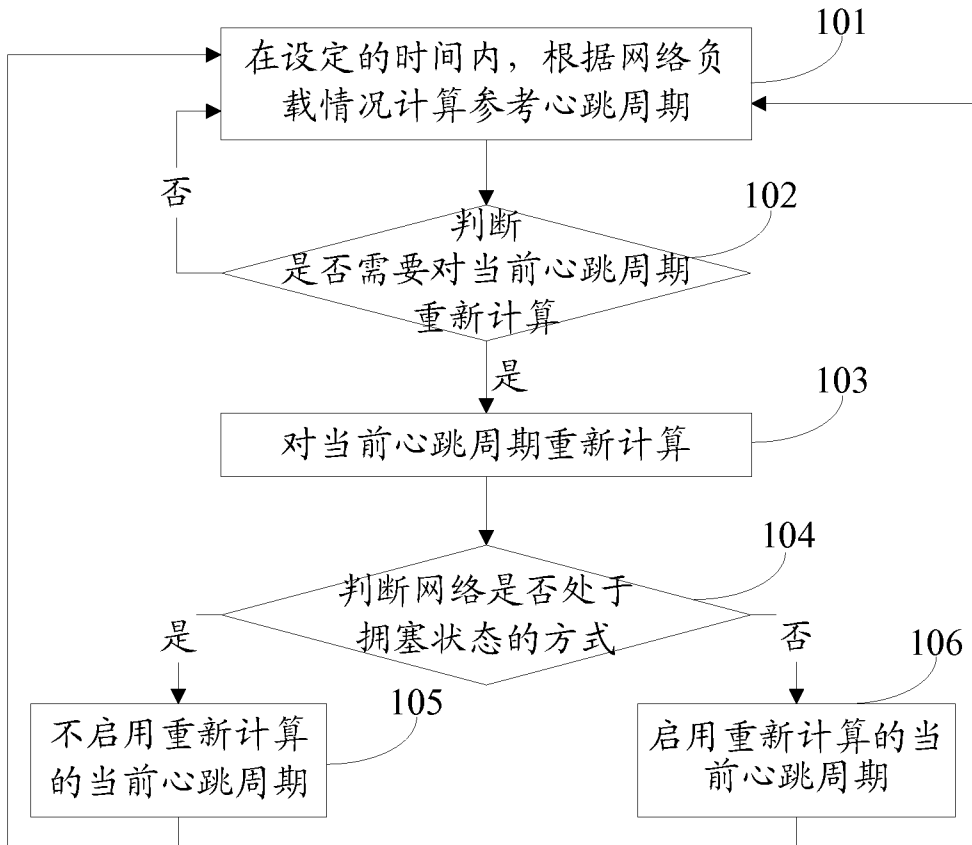 101
在设定的时间内，根据网络负
载情况计算参考心跳周期
否
102
判断
是否需要对当前心跳周期
重新计算
是
103
对当前心跳周期重新计算
104
判断网络是否处于
拥塞状态的方式
是
否
105
106
不启用重新计算
的当前心跳周期
启用重新计算的当
前心跳周期